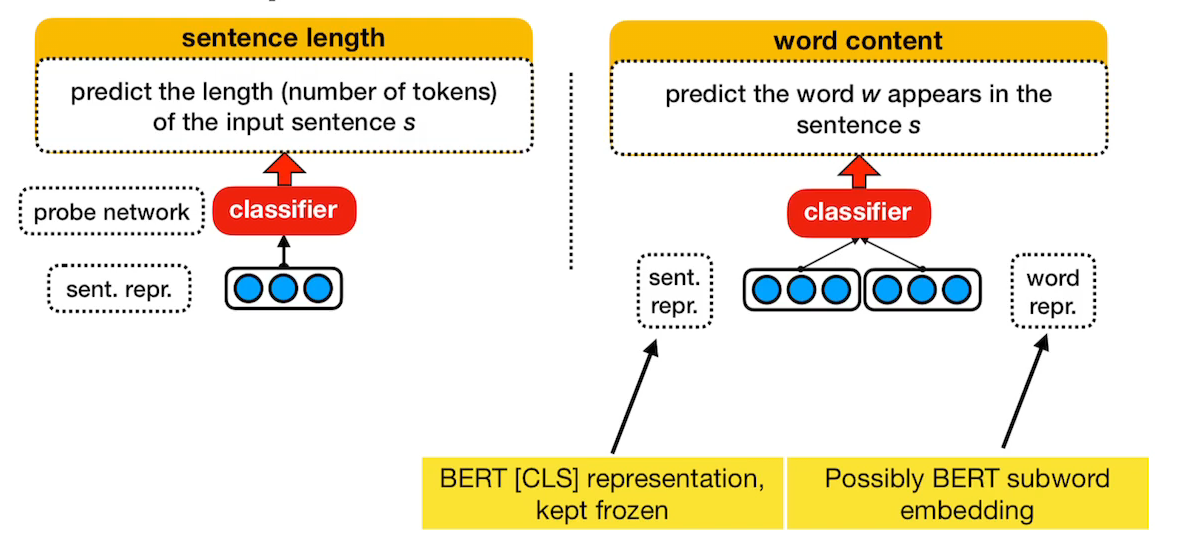 sentence length
predict the length (number of tokens)
of the input sentence s
probe network
classifier
sent. repr.
word content
predict the word w appears in the
sentence s
classifier
sent.
repr.
word
repr.
BERT [CLS] representation,
kept frozen
Possibly BERT subword
embedding